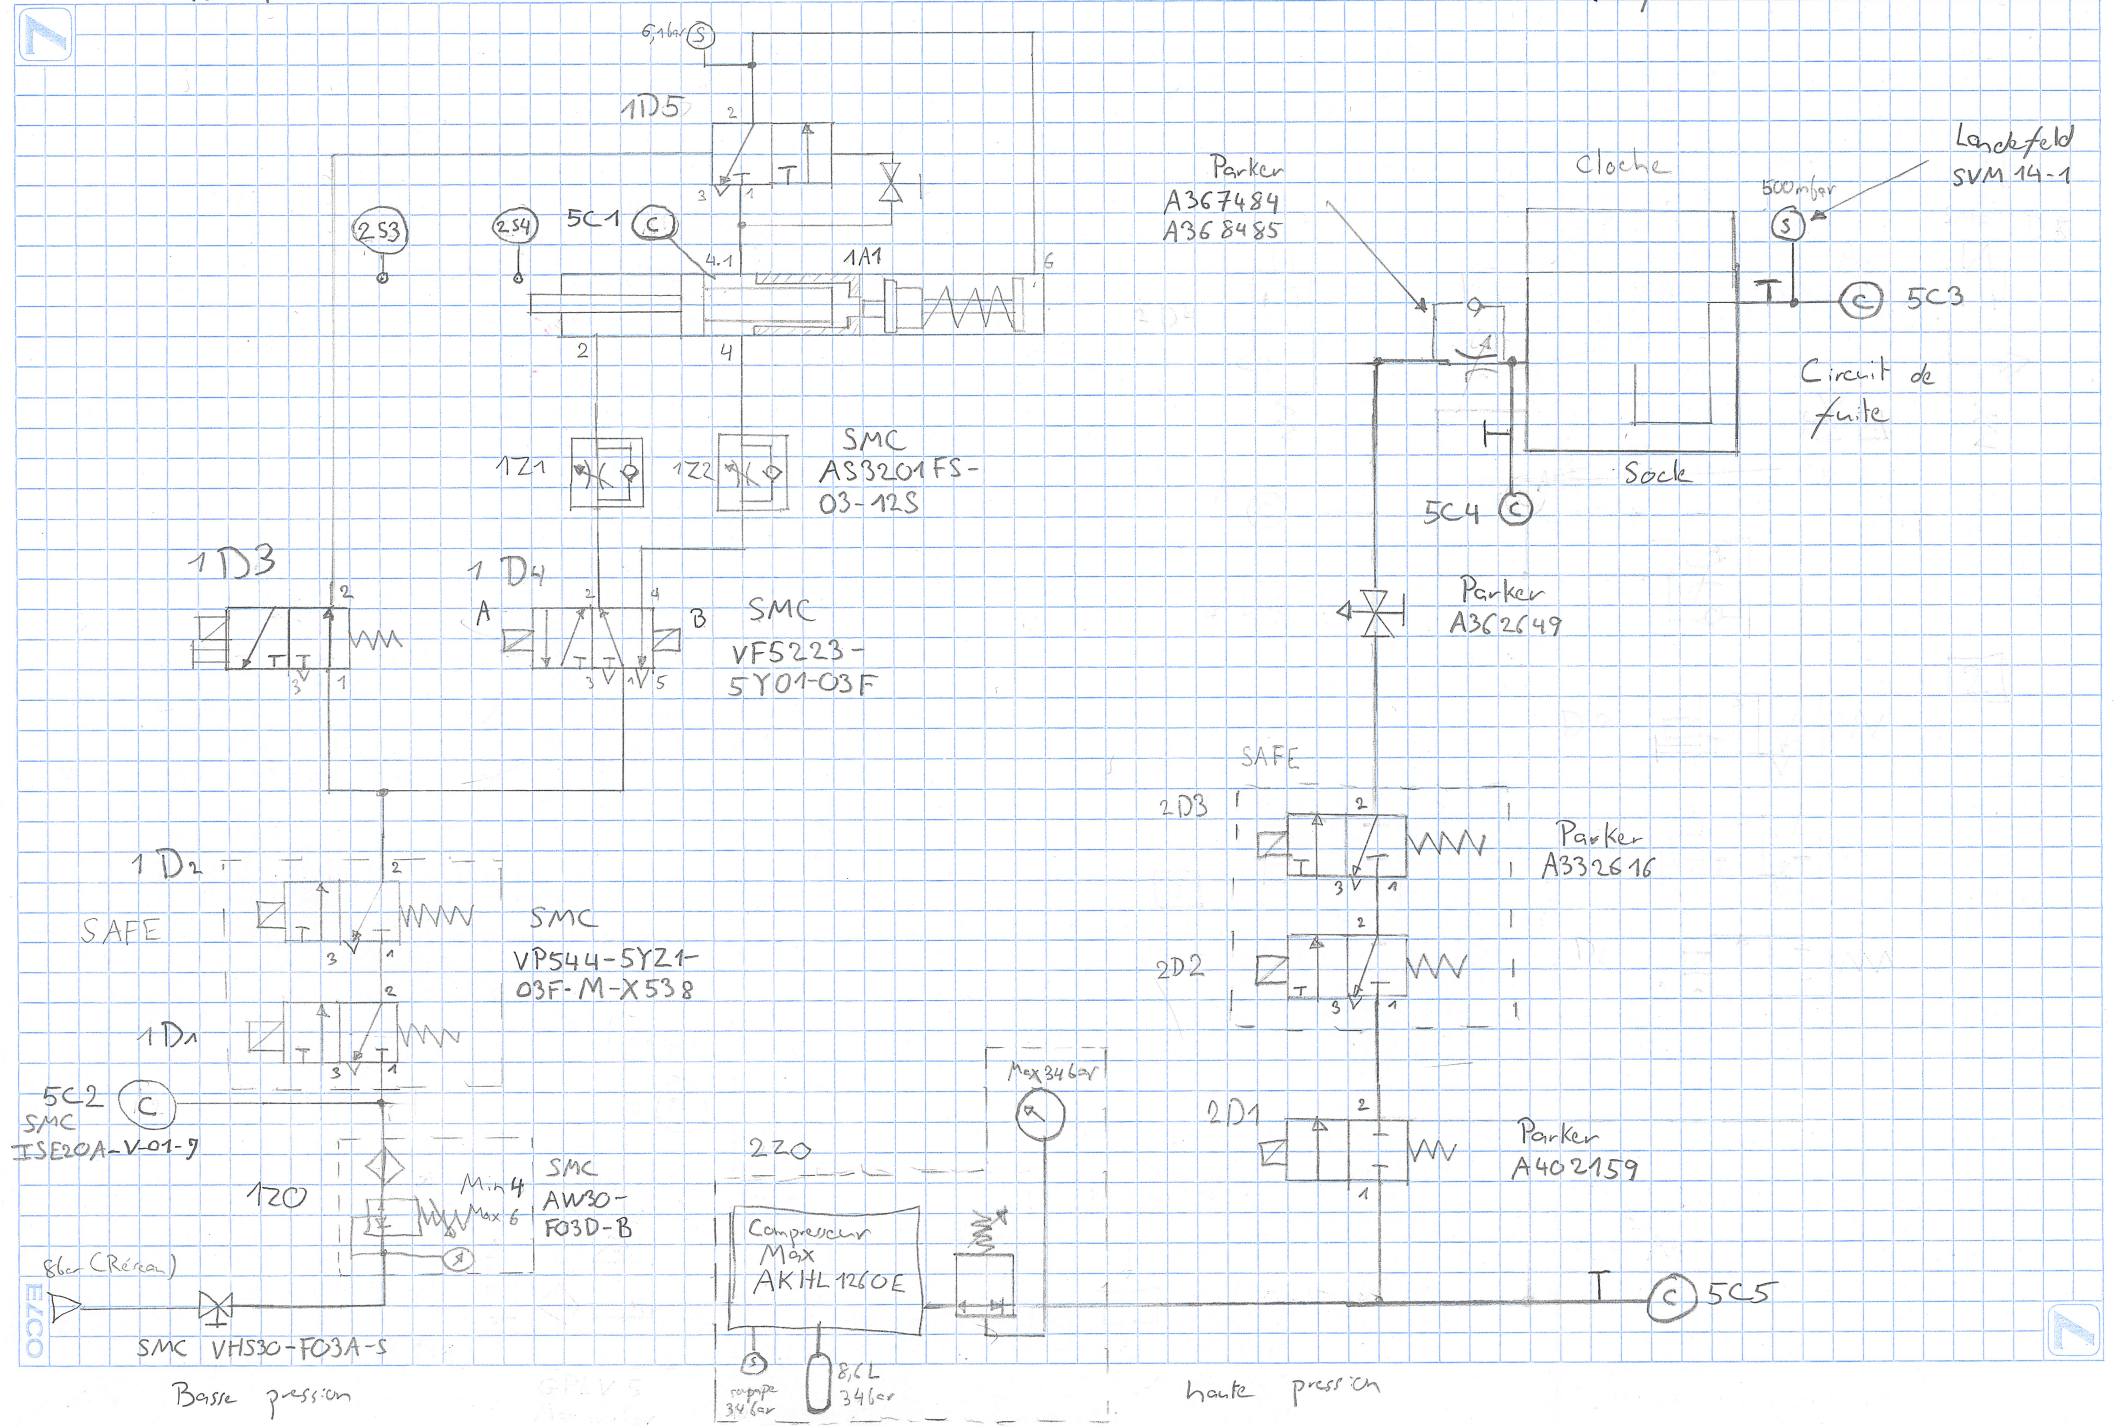 6,1bar S
1D5
2
3
1
2S3
2S4
5C1 C
4.1
1A1
6
2
4
1Z1
1Z2
SMC
AS3201FS-
03-12S
1D3
2
3
1
1D4
A
2
4
B
3
1
5
SMC
VF5223-
5Y01-03F
1D2
2
3
1
SAFE
SMC
VP544-5YZ1-
03F-M-X538
1D1
2
3
1
5C2 C
SMC
ISE20A-V-01-
1Z0
Min 4
Max 6
SMC
AW30-
F03D-B
8bar (Réseau)
SMC VHS30-F03A-S
Basse pression
2Z0
Max 34bar
Compresseur
Max
AKHL1260E
S
soupape
34bar
8,6L
34bar
haute pression
Parker
A367484
A368485
Cloche
500mbar
S
Landefeld
SVM 14-1
C 5C3
Circuit de
fuite
Sock
5C4 C
Parker
A362649
SAFE
2D3
2
3
1
Parker
A332616
2D2
2
3
1
2D1
2
1
Parker
A402159
C 5C5
ELCO